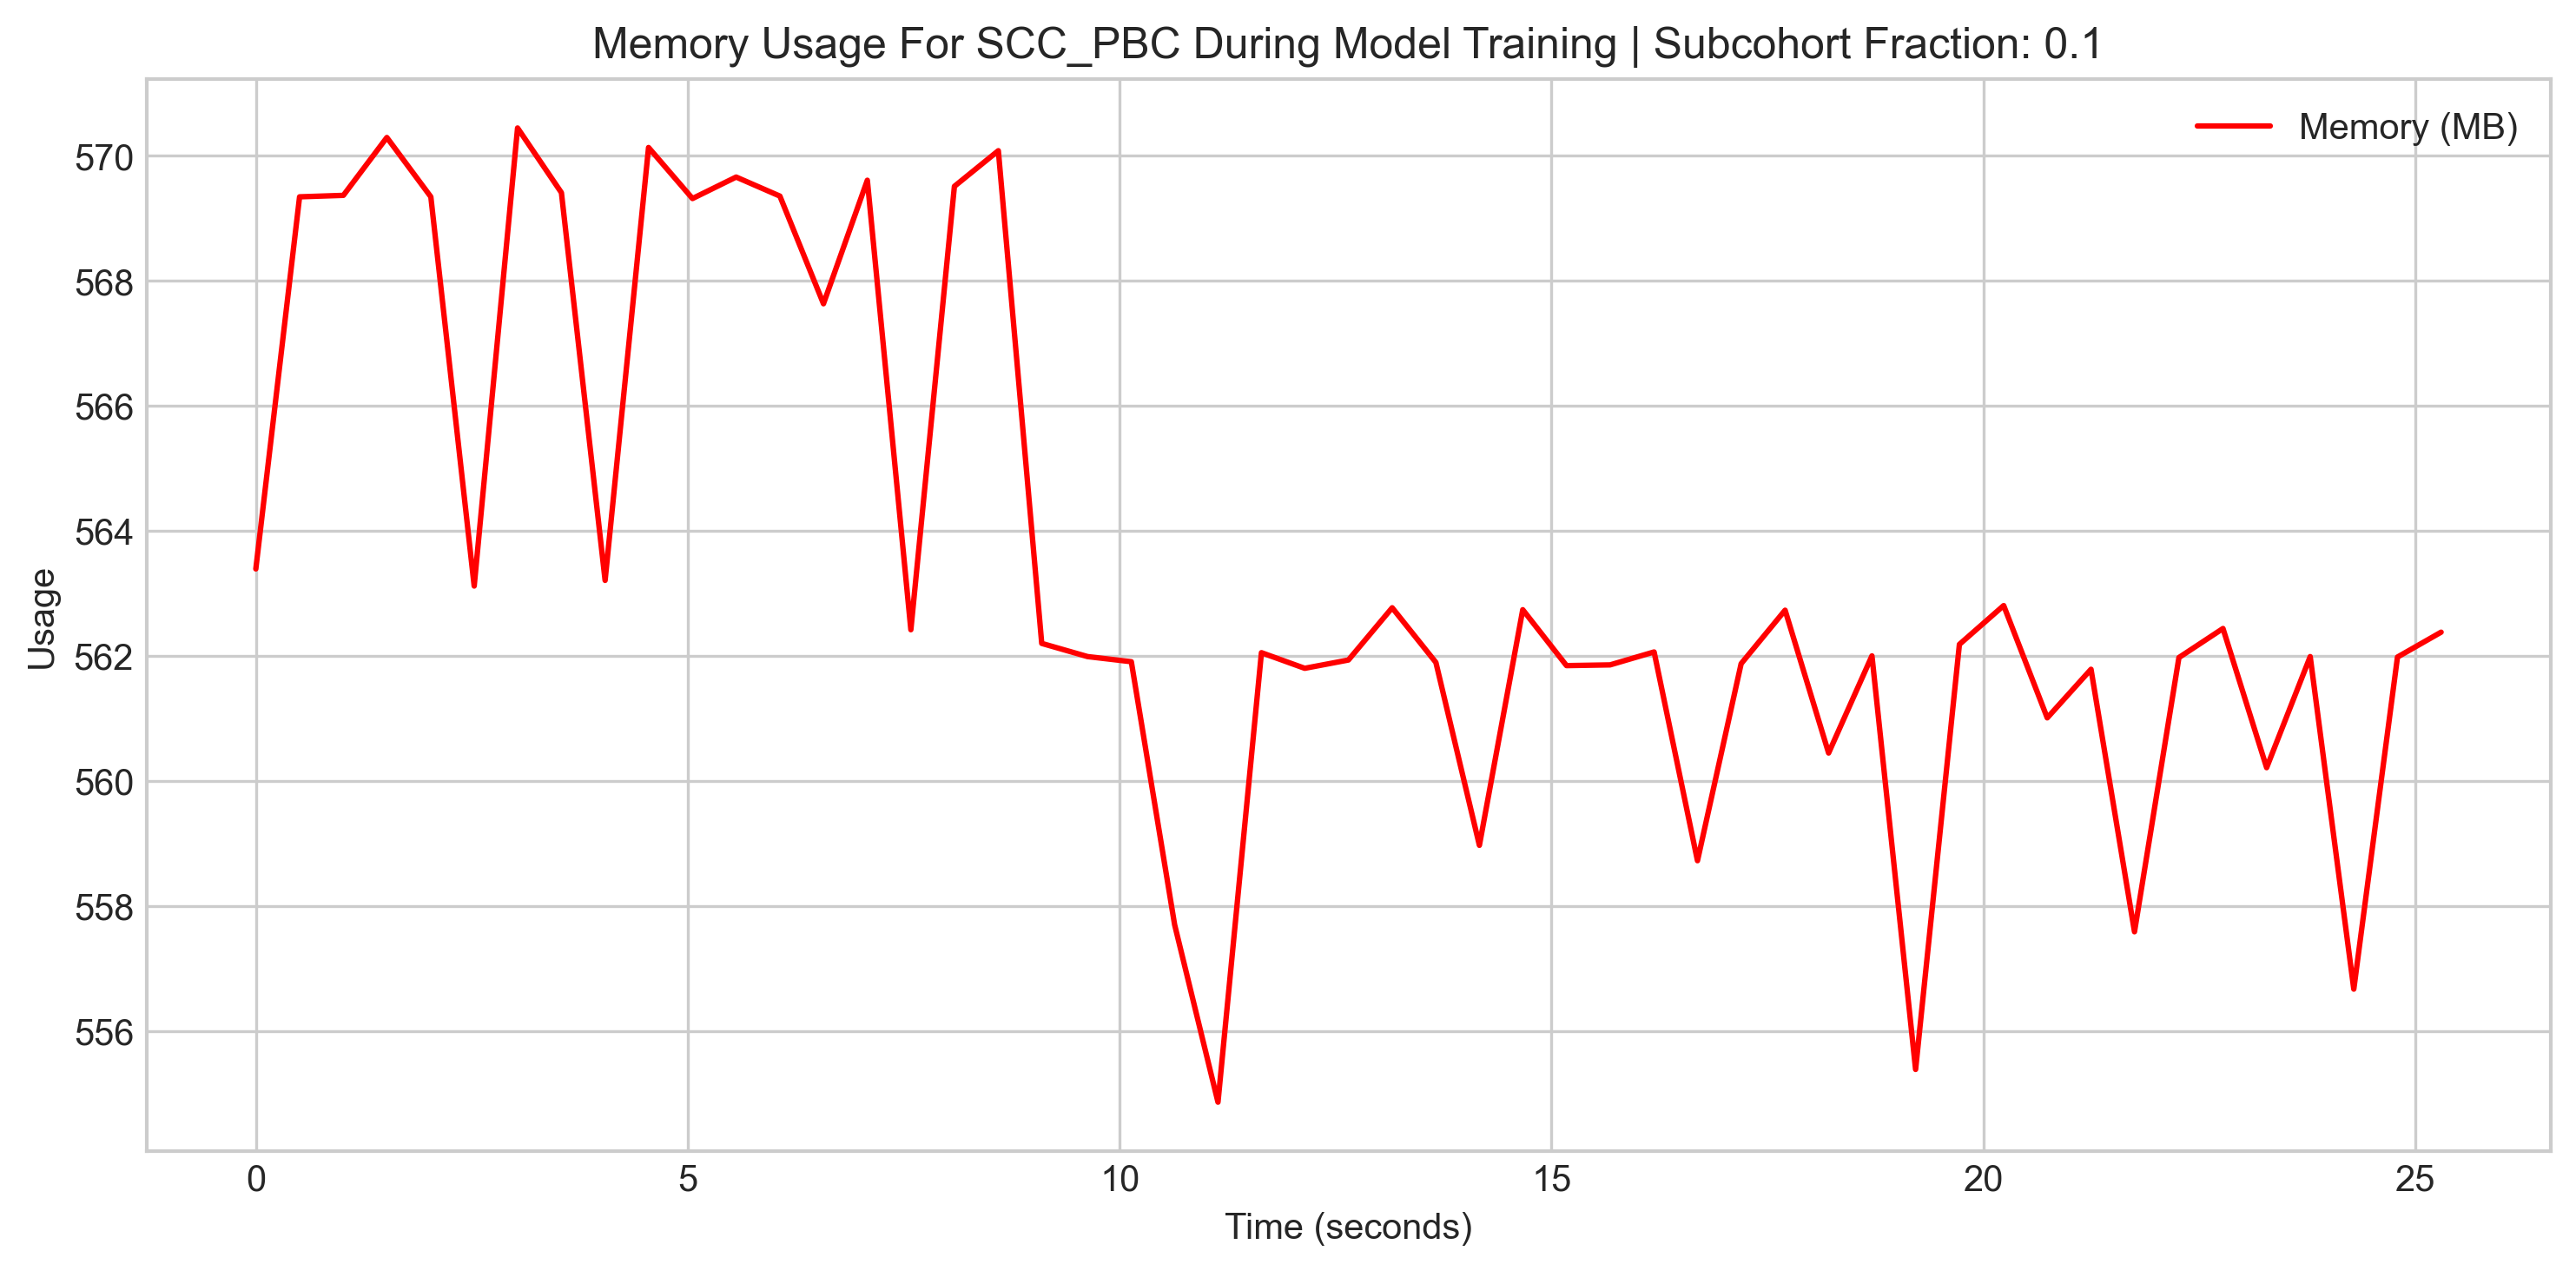 Memory Usage For SCC_PBC During Model Training | Subcohort Fraction: 0.1
Memory (MB)
570
568
566
564
562
560
558
556
Usage
0 5 10 15 20 25
Time (seconds)